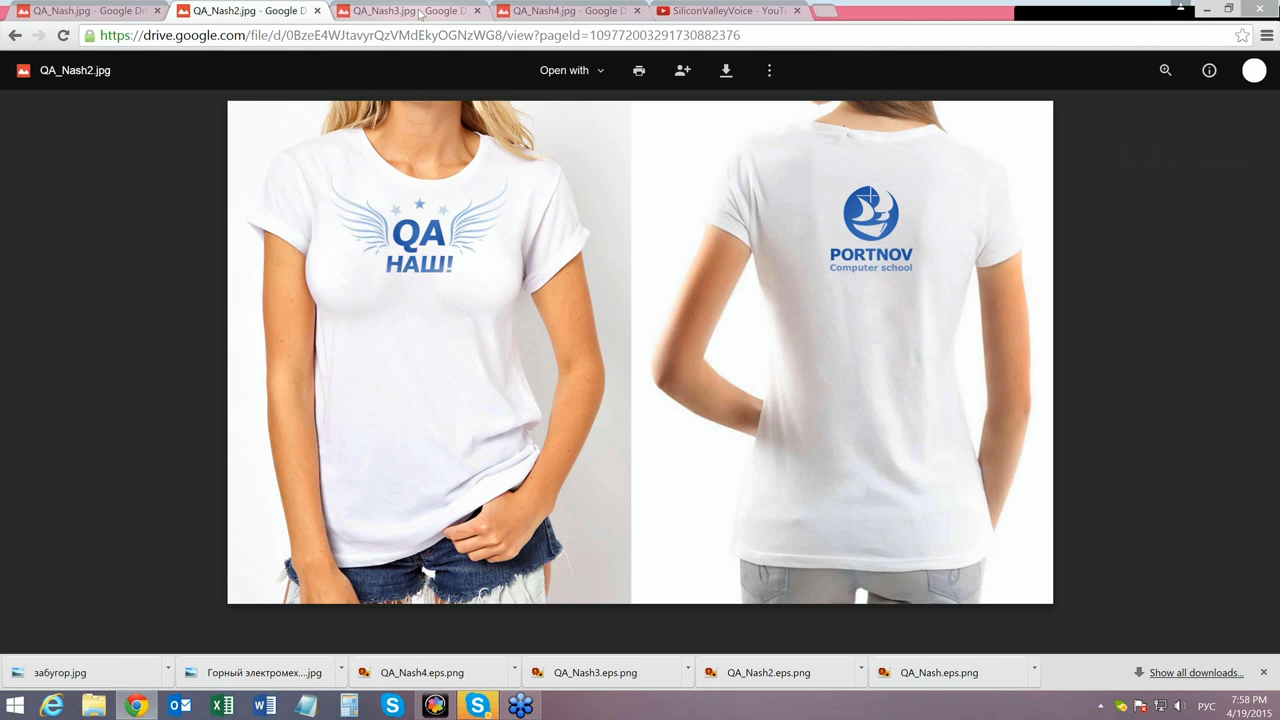 QA_Nash.jpg - Google Dri
QA_Nash2.jpg - Google D
QA_Nash3.jpg - Google D
QA_Nash4.jpg - Google D
SiliconValleyVoice - YouTu
https://drive.google.com/file/d/0BzeE4WJtavyrQzVMdEkyOGNzWG8/view?pageId=109772003291730882376
QA_Nash2.jpg
Open with
QA
НАШ!
PORTNOV
Computer school
забугор.jpg
Горный электромех....jpg
QA_Nash4.eps.png
QA_Nash3.eps.png
QA_Nash2.eps.png
QA_Nash.eps.png
Show all downloads...
РУС
7:58 PM
4/19/2015